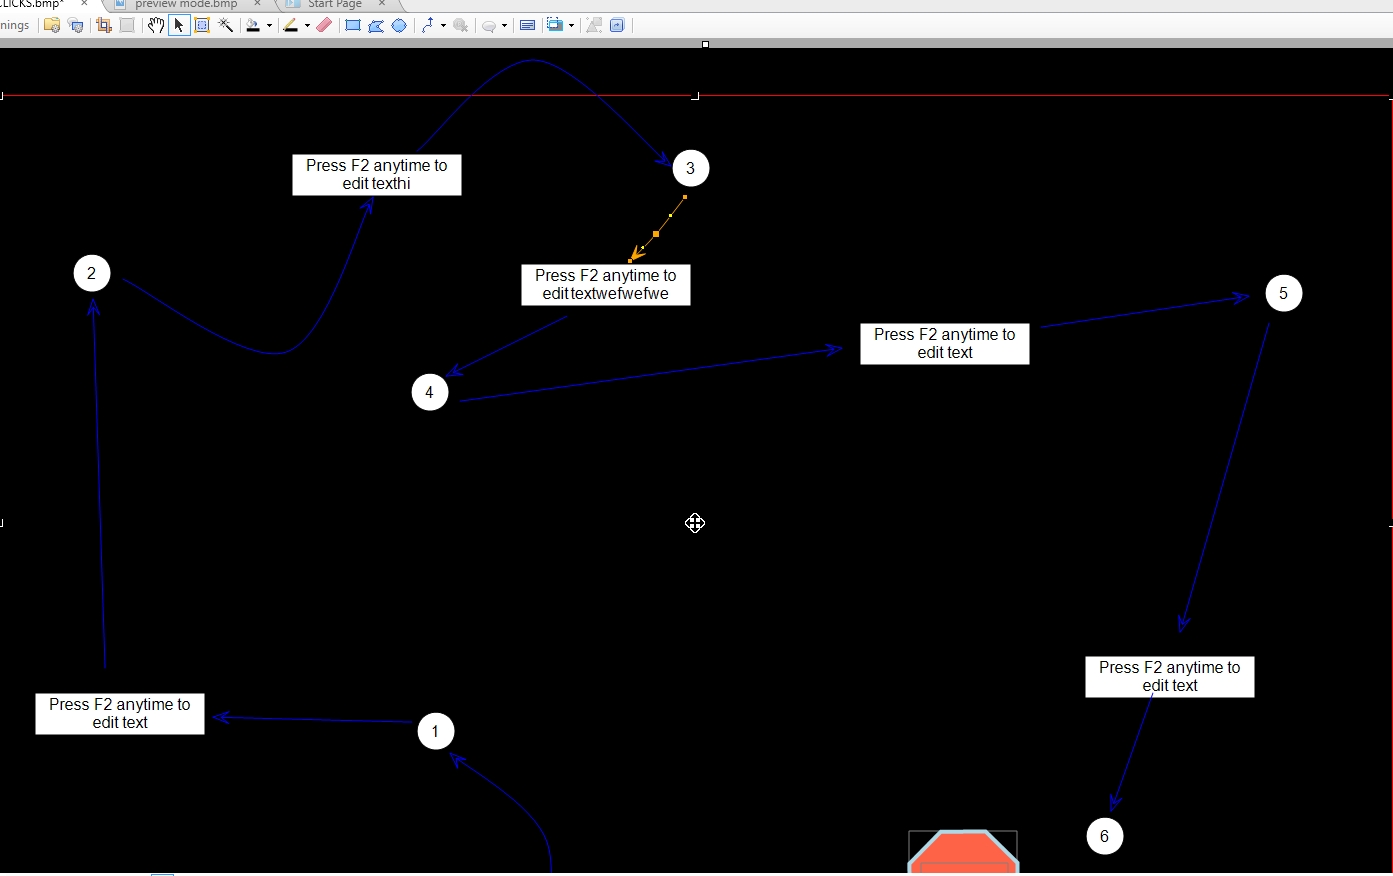 CLICKS.bmp*
preview mode.bmp
Start Page
nings
3
Press F2 anytime to
edit texthi
2
Press F2 anytime to
edit textwefwefwe
5
Press F2 anytime to
edit text
4
Press F2 anytime to
edit text
Press F2 anytime to
edit text
1
6